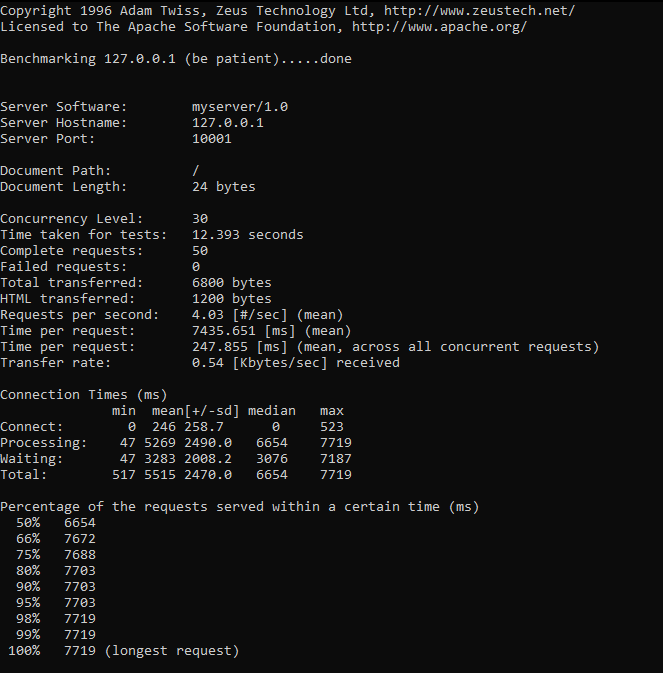 Copyright 1996 Adam Twiss, Zeus Technology Ltd, http://www.zeustech.net/
Licensed to The Apache Software Foundation, http://www.apache.org/
Benchmarking 127.0.0.1 (be patient).....done
Server Software:        myserver/1.0
Server Hostname:        127.0.0.1
Server Port:            10001
Document Path:          /
Document Length:        24 bytes
Concurrency Level:      30
Time taken for tests:   12.393 seconds
Complete requests:      50
Failed requests:        0
Total transferred:      6800 bytes
HTML transferred:       1200 bytes
Requests per second:    4.03 [#/sec] (mean)
Time per request:       7435.651 [ms] (mean)
Time per request:       247.855 [ms] (mean, across all concurrent requests)
Transfer rate:          0.54 [Kbytes/sec] received
Connection Times (ms)
              min  mean[+/-sd] median   max
Connect:        0  246 258.7      0     523
Processing:    47 5269 2490.0   6654    7719
Waiting:       47 3283 2008.2   3076    7187
Total:        517 5515 2470.0   6654    7719
Percentage of the requests served within a certain time (ms)
  50%   6654
  66%   7672
  75%   7688
  80%   7703
  90%   7703
  95%   7703
  98%   7719
  99%   7719
 100%   7719 (longest request)